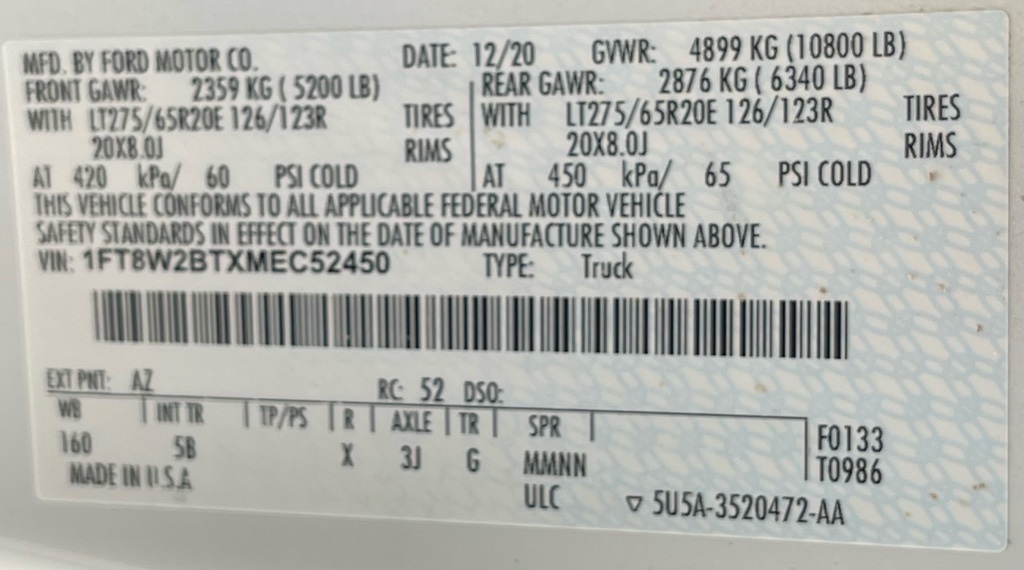 MFD. BY FORD MOTOR CO. DATE: 12/20 GVWR: 4899 KG (10800 LB)
FRONT GAWR: 2359 KG ( 5200 LB) REAR GAWR: 2876 KG ( 6340 LB)
WITH LT275/65R20E 126/123R TIRES WITH LT275/65R20E 126/123R TIRES
20X8.0J RIMS 20X8.0J RIMS
AT 420 kPa/ 60 PSI COLD AT 450 kPa/ 65 PSI COLD
THIS VEHICLE CONFORMS TO ALL APPLICABLE FEDERAL MOTOR VEHICLE
SAFETY STANDARDS IN EFFECT ON THE DATE OF MANUFACTURE SHOWN ABOVE.
VIN: 1FT8W2BTXMEC52450 TYPE: Truck
EXT PNT: AZ RC: 52 DSO:
WB INT TR TP/PS R AXLE TR SPR F0133
160 5B X 3J G MMNN T0986
MADE IN U.S.A ULC ▽ 5U5A-3520472-AA